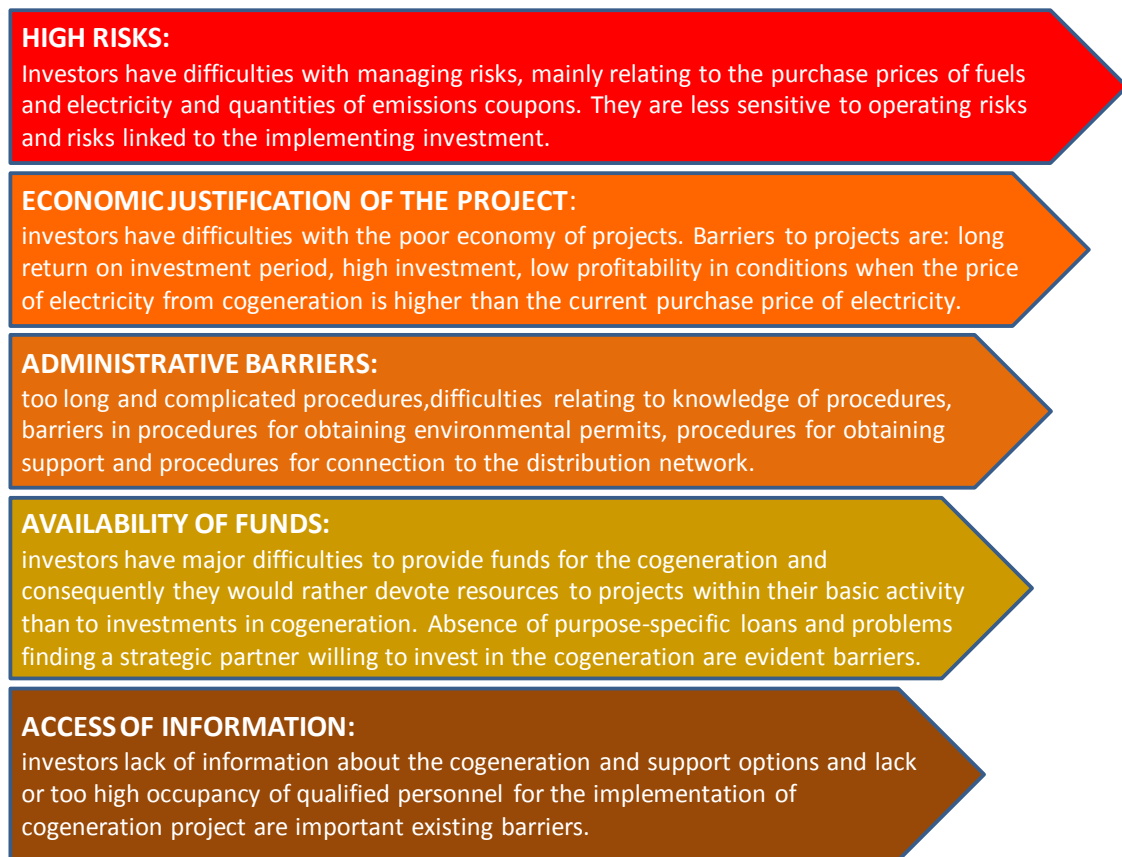 HIGH RISKS:
Investors have difficulties with managing risks, mainly relating to the purchase prices of fuels
and electricity and quantities of emissions coupons. They are less sensitive to operating risks
and risks linked to the implementing investment.
ECONOMIC JUSTIFICATION OF THE PROJECT:
investors have difficulties with the poor economy of projects. Barriers to projects are: long
return on investment period, high investment, low profitability in conditions when the price
of electricity from cogeneration is higher than the current purchase price of electricity.
ADMINISTRATIVE BARRIERS:
too long and complicated procedures,difficulties relating to knowledge of procedures,
barriers in procedures for obtaining environmental permits, procedures for obtaining
support and procedures for connection to the distribution network.
AVAILABILITY OF FUNDS:
investors have major difficulties to provide funds for the cogeneration and
consequently they would rather devote resources to projects within their basic activity
than to investments in cogeneration. Absence of purpose-specific loans and problems
finding a strategic partner willing to invest in the cogeneration are evident barriers.
ACCESS OF INFORMATION:
investors lack of information about the cogeneration and support options and lack
or too high occupancy of qualified personnel for the implementation of
cogeneration project are important existing barriers.